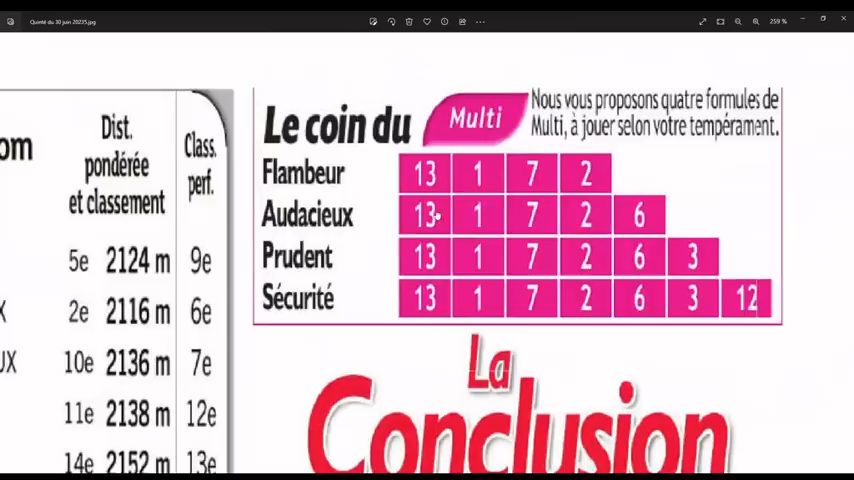 Quinté du 30 juin 20235.jpg
259 %
om
Dist.
pondérée
et classement
Class.
perf.
5e 2124 m 9e
2e 2116 m 6e
UX 10e 2136 m 7e
11e 2138 m 12e
14e 2152 m 13e
Le coin du Multi
Nous vous proposons quatre formules de
Multi, à jouer selon votre tempérament.
Flambeur 13 1 7 2
Audacieux 13 1 7 2 6
Prudent 13 1 7 2 6 3
Sécurité 13 1 7 2 6 3 12
La
Conclusion